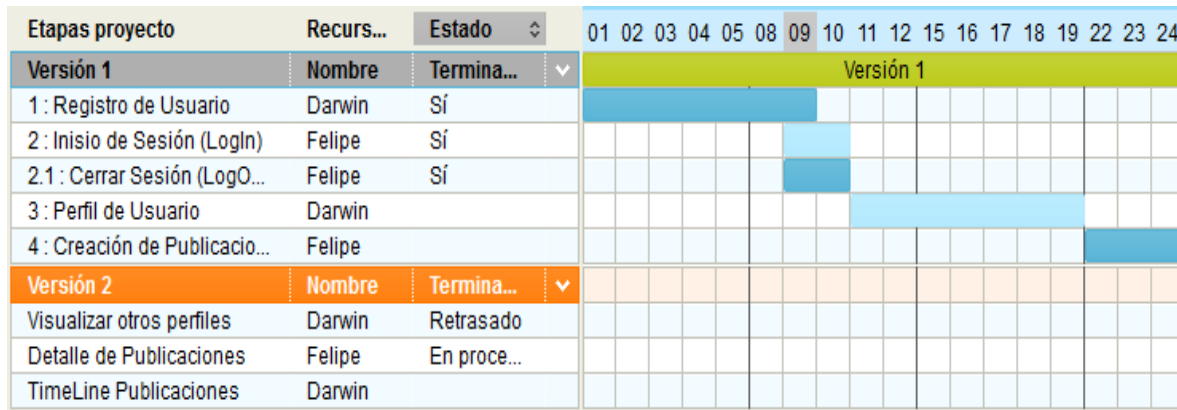 Etapas proyecto Recurs... Estado 01 02 03 04 05 08 09 10 11 12 15 16 17 18 19 22 23 24
Versión 1 Nombre Termina... Versión 1
1 : Registro de Usuario Darwin Sí
2 : Inisio de Sesión (LogIn) Felipe Sí
2.1 : Cerrar Sesión (LogO... Felipe Sí
3 : Perfil de Usuario Darwin
4 : Creación de Publicacio... Felipe
Versión 2 Nombre Termina...
Visualizar otros perfiles Darwin Retrasado
Detalle de Publicaciones Felipe En proce...
TimeLine Publicaciones Darwin